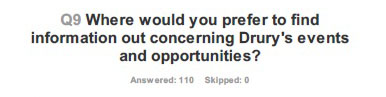 Q9 Where would you prefer to find
information out concerning Drury's events
and opportunities?
Answered: 110 Skipped: 0